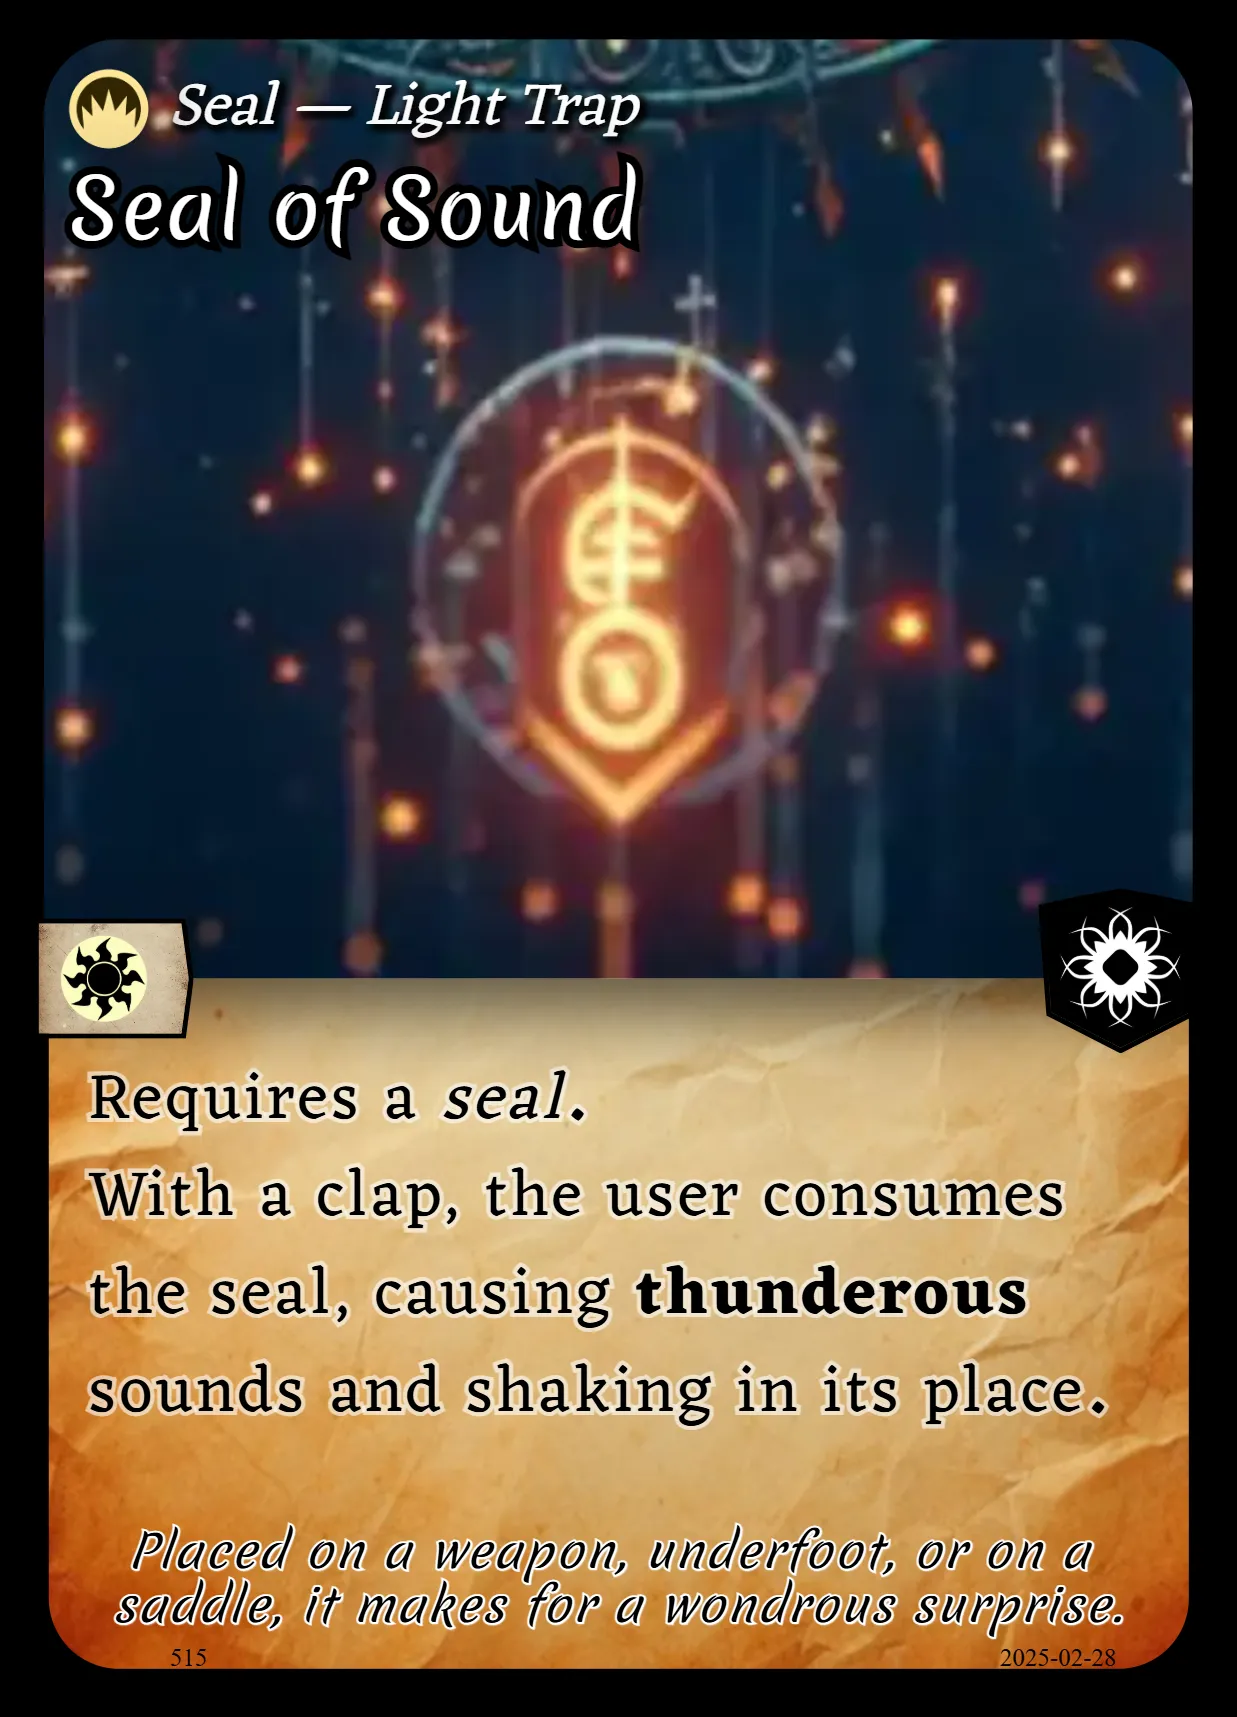 Seal — Light Trap
Seal of Sound
Requires a seal.
With a clap, the user consumes
the seal, causing thunderous
sounds and shaking in its place.
Placed on a weapon, underfoot, or on a
saddle, it makes for a wondrous surprise.
515
2025-02-28